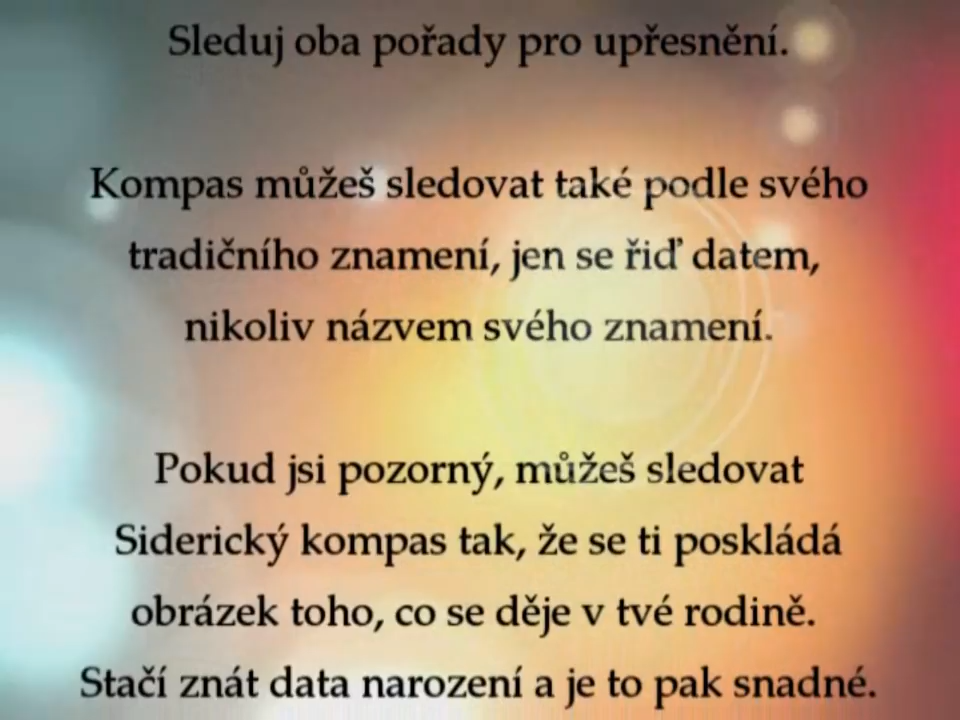 Sleduj oba pořady pro upřesnění.
Kompas můžeš sledovat také podle svého
tradičního znamení, jen se řiď datem,
nikoliv názvem svého znamení.
Pokud jsi pozorný, můžeš sledovat
Siderický kompas tak, že se ti poskládá
obrázek toho, co se děje v tvé rodině.
Stačí znát data narození a je to pak snadné.